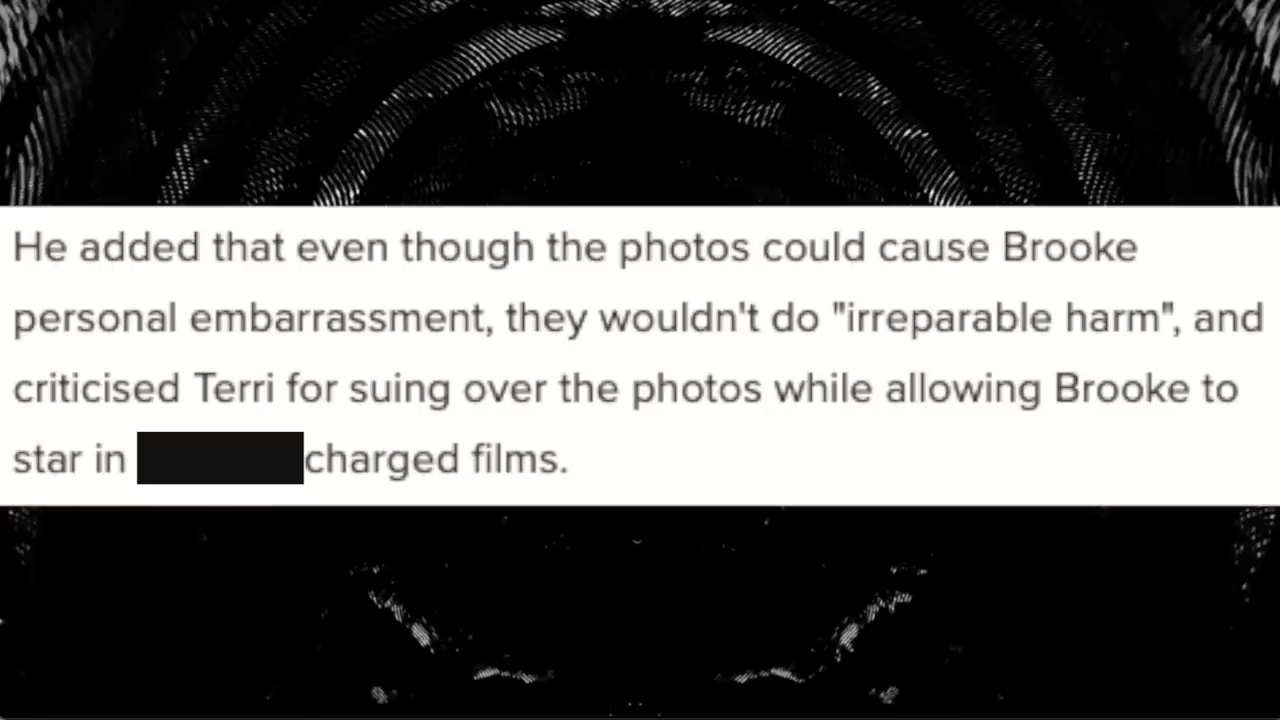 He added that even though the photos could cause Brooke
personal embarrassment, they wouldn't do "irreparable harm", and
criticised Terri for suing over the photos while allowing Brooke to
star in charged films.